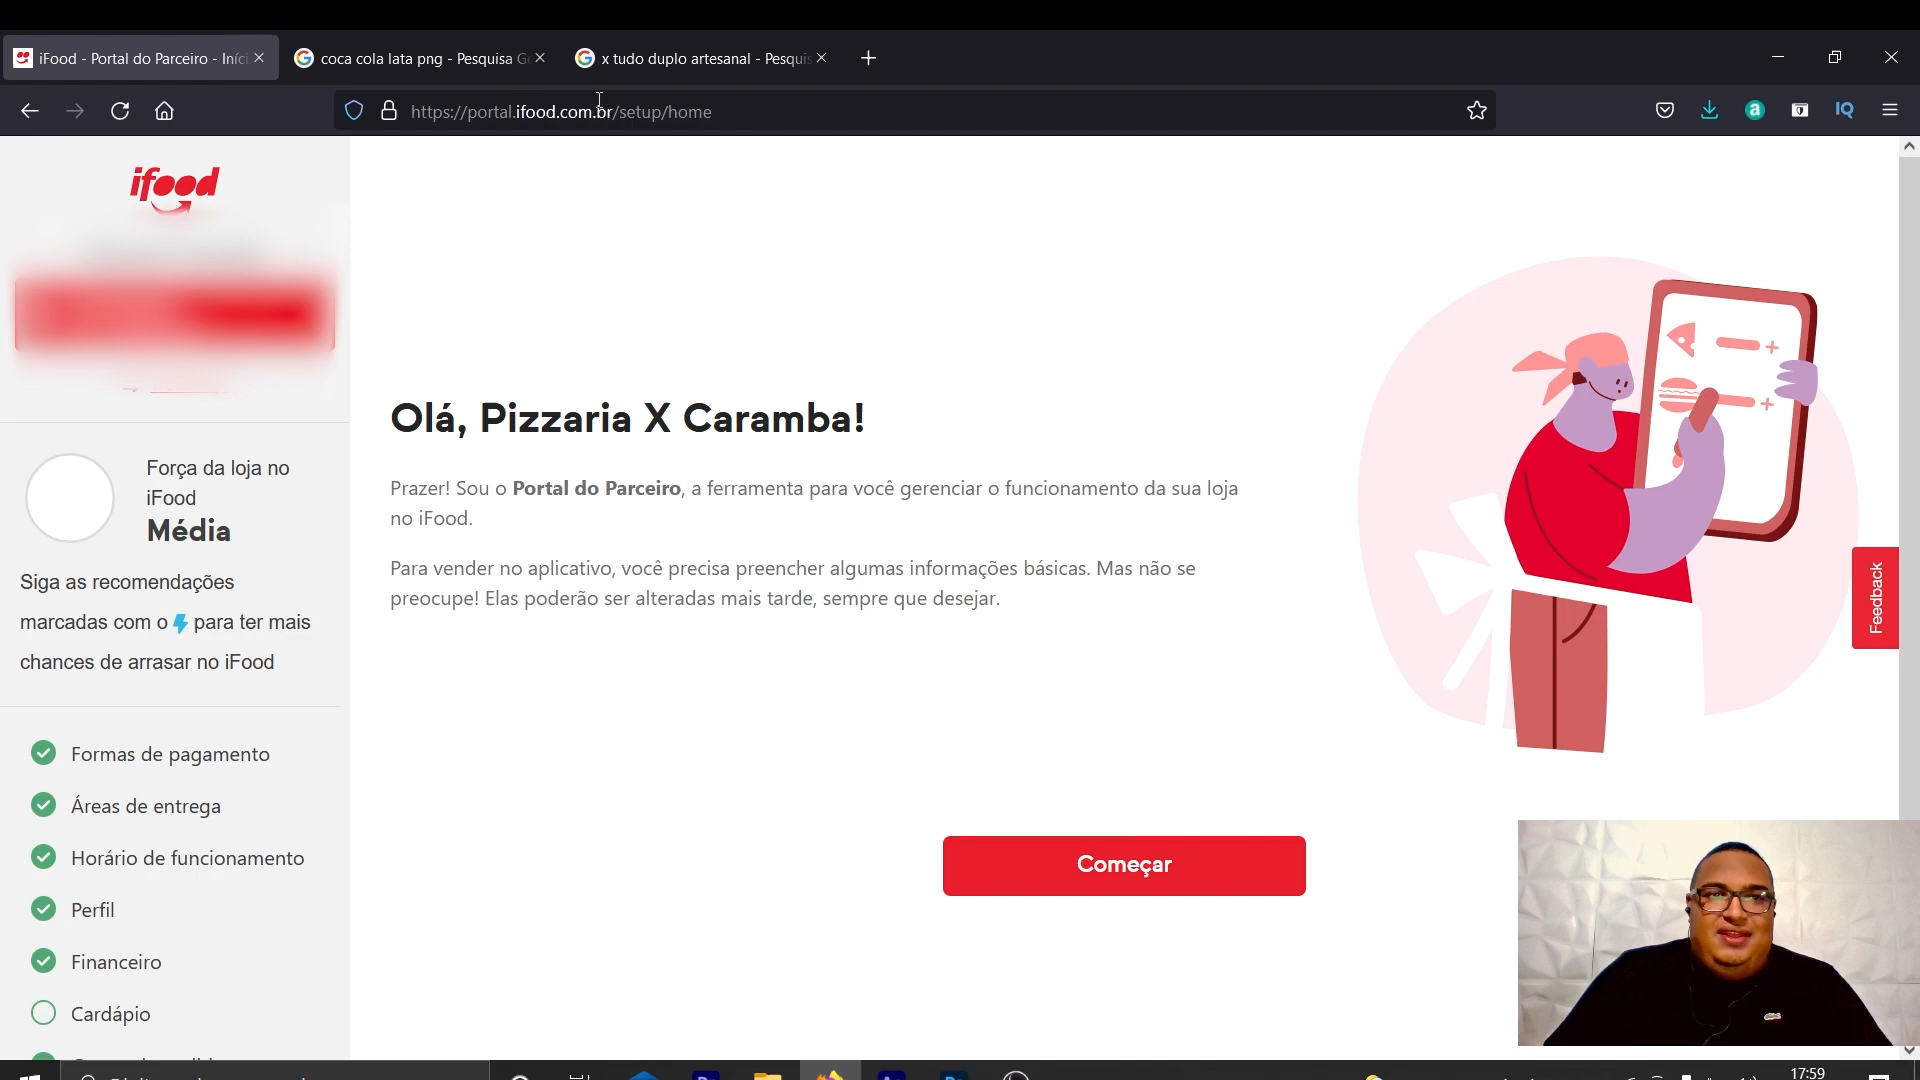 iFood - Portal do Parceiro - Iníci
coca cola lata png - Pesquisa Go
x tudo duplo artesanal - Pesquis
https://portal.ifood.com.br/setup/home
IQ
ifood
Olá, Pizzaria X Caramba!
Prazer! Sou o Portal do Parceiro, a ferramenta para você gerenciar o funcionamento da sua loja
no iFood.
Para vender no aplicativo, você precisa preencher algumas informações básicas. Mas não se
preocupe! Elas poderão ser alteradas mais tarde, sempre que desejar.
Começar
Feedback
Força da loja no
iFood
Média
Siga as recomendações
marcadas com o para ter mais
chances de arrasar no iFood
Formas de pagamento
Áreas de entrega
Horário de funcionamento
Perfil
Financeiro
Cardápio
17:59